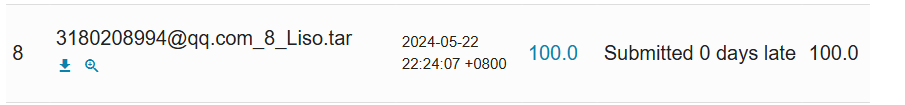 8
3180208994@qq.com_8_Liso.tar
2024-05-22
22:24:07 +0800
100.0
Submitted 0 days late
100.0